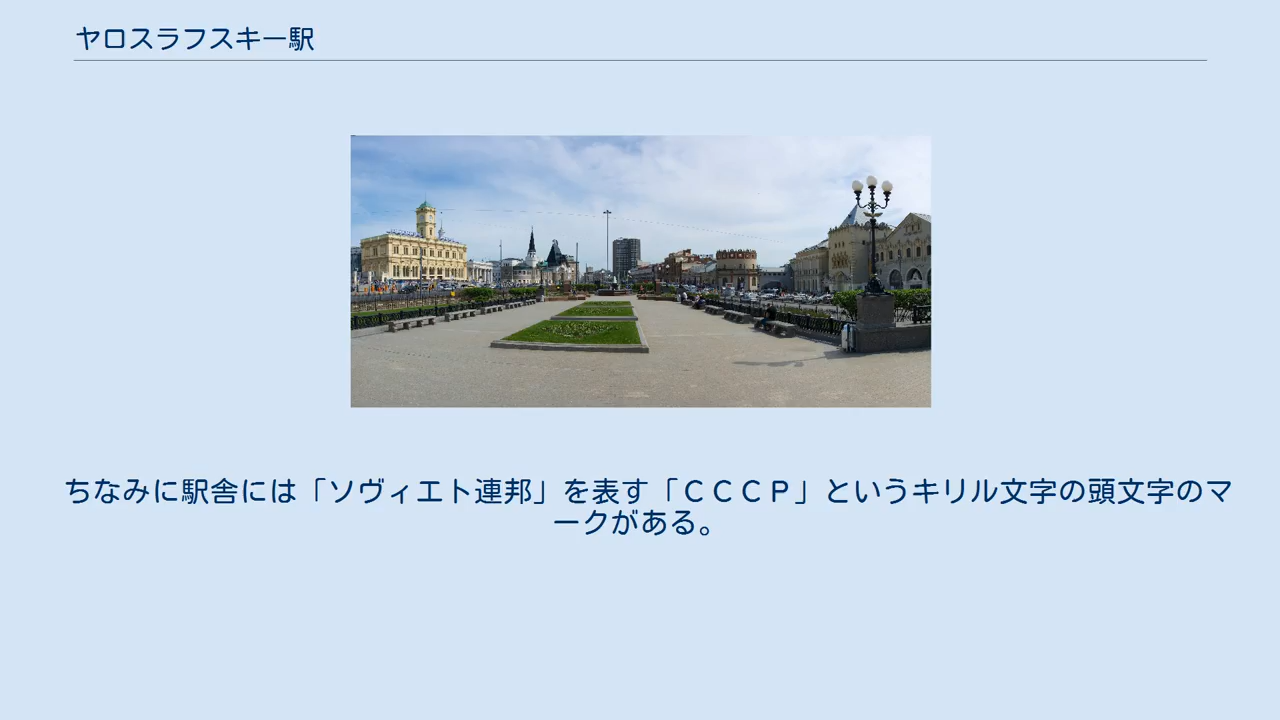 ヤロスラフスキー駅
ちなみに駅舎には「ソヴィエト連邦」を表す「ＣＣＣＰ」というキリル文字の頭文字のマ
ークがある。